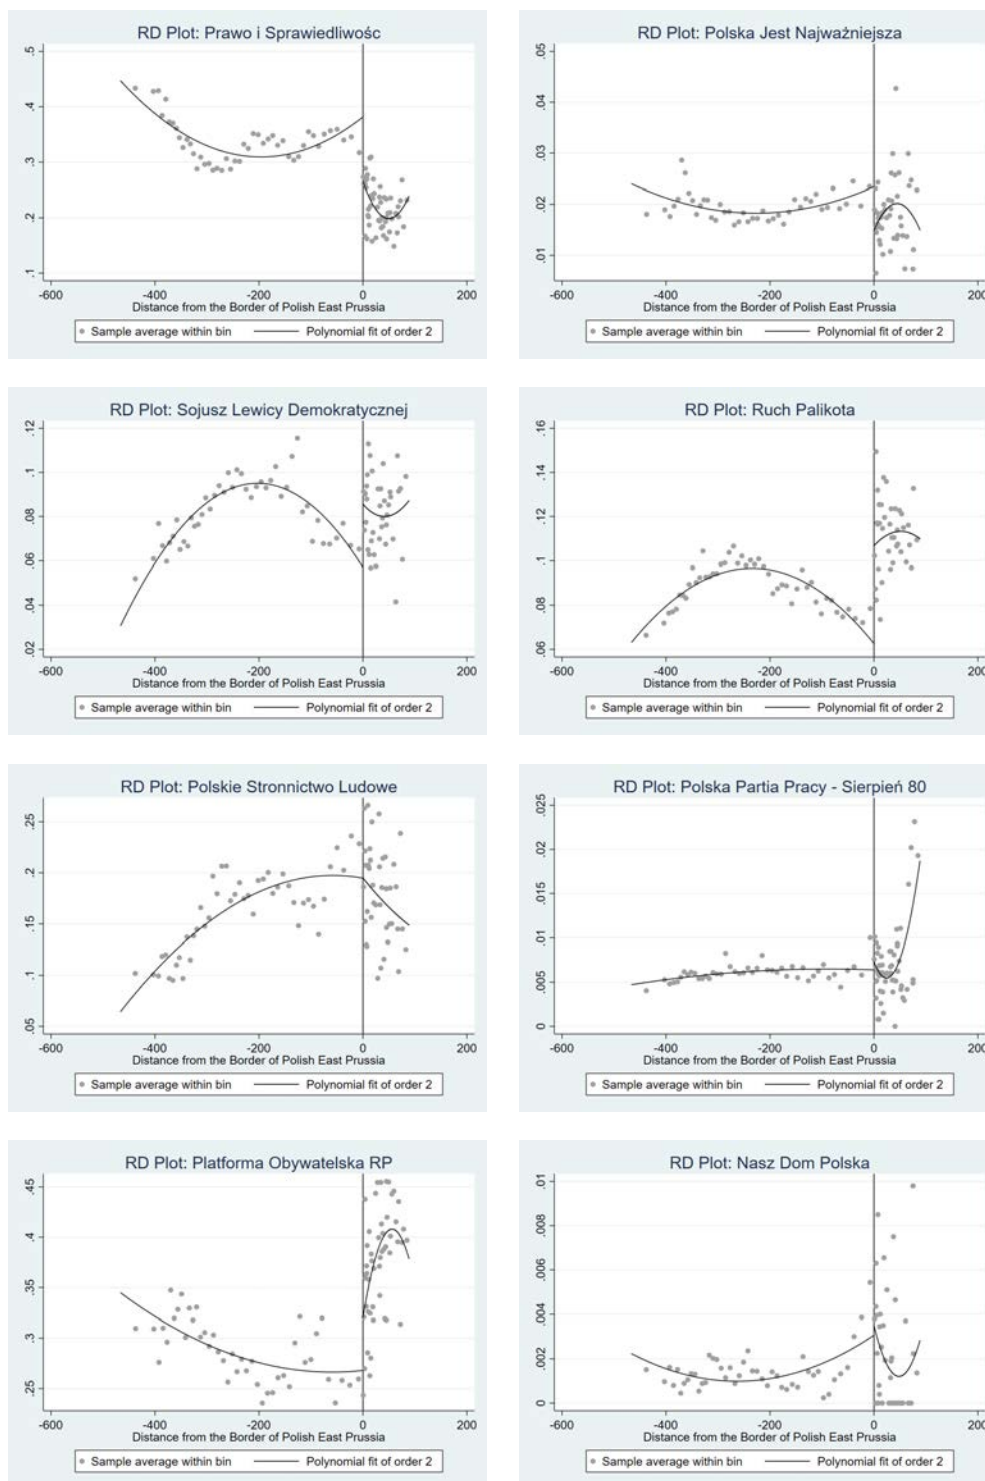 RD Plot: Prawo i Sprawiedliwośc
.5
.4
.3
.2
.1
-600 -400 -200 0 200
Distance from the Border of Polish East Prussia
Sample average within bin Polynomial fit of order 2
RD Plot: Polska Jest Najważniejsza
.05
.04
.03
.02
.01
-600 -400 -200 0 200
Distance from the Border of Polish East Prussia
Sample average within bin Polynomial fit of order 2
RD Plot: Sojusz Lewicy Demokratycznej
.12
.1
.08
.06
.04
.02
-600 -400 -200 0 200
Distance from the Border of Polish East Prussia
Sample average within bin Polynomial fit of order 2
RD Plot: Ruch Palikota
.16
.14
.12
.1
.08
.06
-600 -400 -200 0 200
Distance from the Border of Polish East Prussia
Sample average within bin Polynomial fit of order 2
RD Plot: Polskie Stronnictwo Ludowe
.25
.2
.15
.1
.05
-600 -400 -200 0 200
Distance from the Border of Polish East Prussia
Sample average within bin Polynomial fit of order 2
RD Plot: Polska Partia Pracy - Sierpień 80
.025
.02
.015
.01
.005
0
-600 -400 -200 0 200
Distance from the Border of Polish East Prussia
Sample average within bin Polynomial fit of order 2
RD Plot: Platforma Obywatelska RP
.45
.4
.35
.3
.25
-600 -400 -200 0 200
Distance from the Border of Polish East Prussia
Sample average within bin Polynomial fit of order 2
RD Plot: Nasz Dom Polska
.01
.008
.006
.004
.002
0
-600 -400 -200 0 200
Distance from the Border of Polish East Prussia
Sample average within bin Polynomial fit of order 2